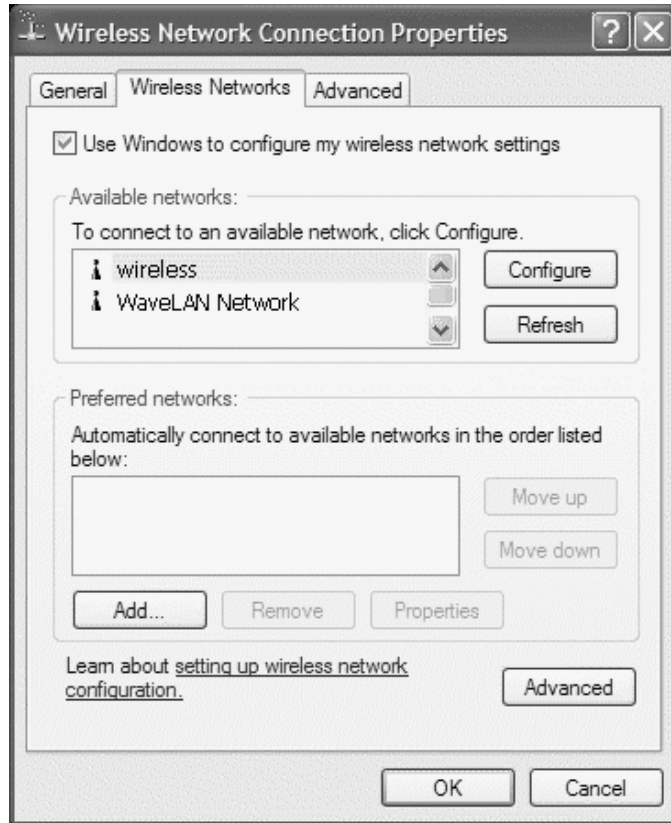 Wireless Network Connection Properties
General Wireless Networks Advanced
Use Windows to configure my wireless network settings
Available networks:
To connect to an available network, click Configure.
wireless
WaveLAN Network
Configure
Refresh
Preferred networks:
Automatically connect to available networks in the order listed
below:
Move up
Move down
Add... Remove Properties
Learn about setting up wireless network
configuration.
Advanced
OK Cancel